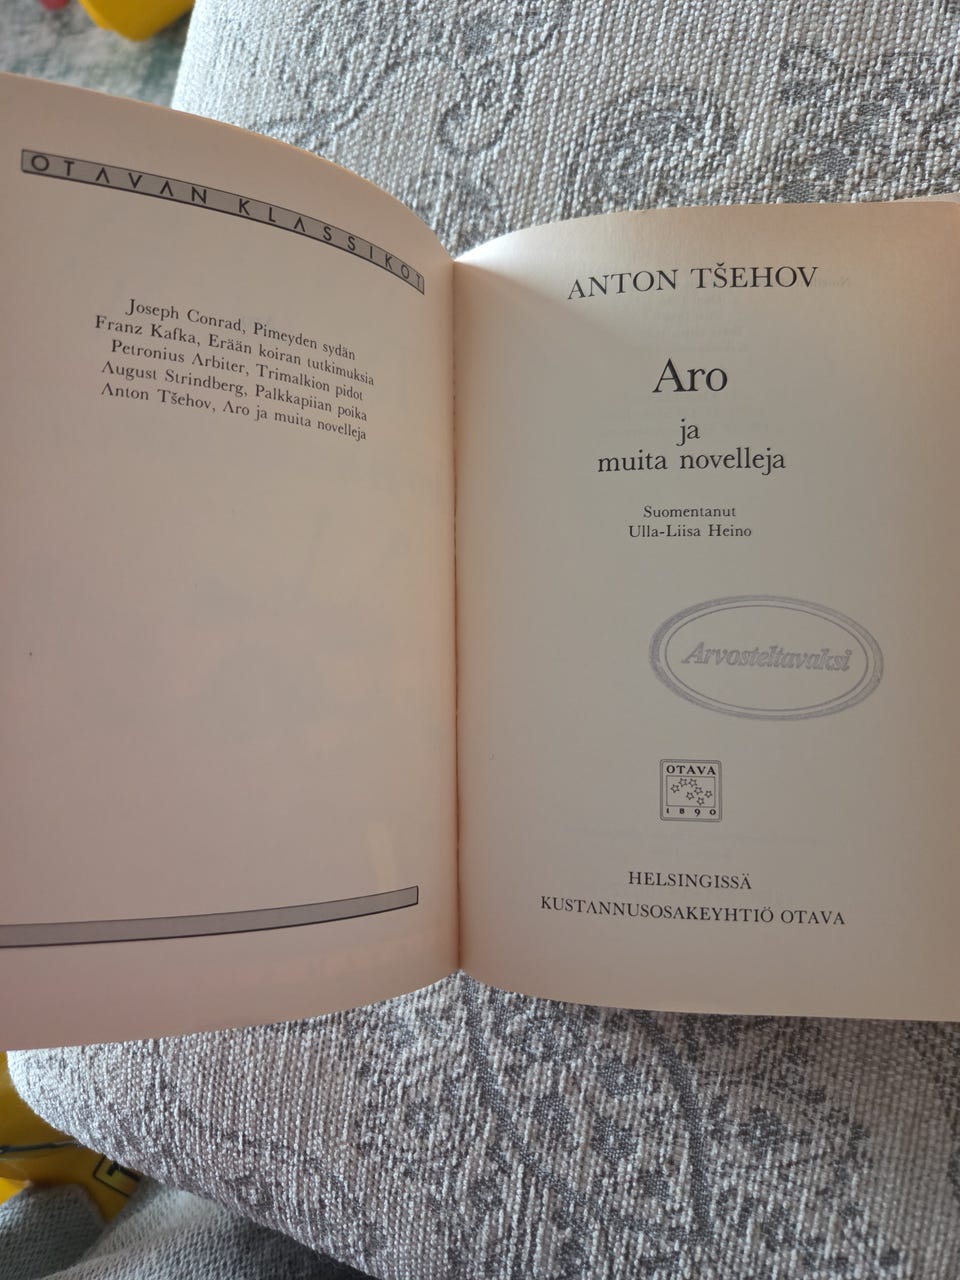 OTAVAN KLASSIKOT
Joseph Conrad, Pimeyden sydän
Franz Kafka, Erään koiran tutkimuksia
Petronius Arbiter, Trimalkion pidot
August Strindberg, Palkkapiian poika
Anton Tšehov, Aro ja muita novelleja
ANTON TŠEHOV
Aro
ja
muita novelleja
Suomentanut
Ulla-Liisa Heino
Arvosteltavaksi
OTAVA
1890
HELSINGISSÄ
KUSTANNUSOSAKEYHTIÖ OTAVA